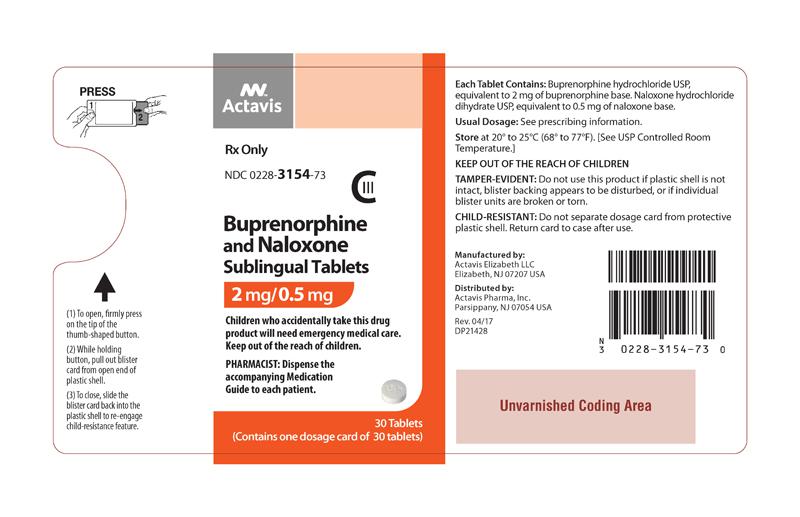 PRESS
1
2
(1) To open, firmly press
on the tip of the
thumb-shaped button.
(2) While holding
button, pull out blister
card from open end of
plastic shell.
(3) To close, slide the
blister card back into the
plastic shell to re-engage
child-resistance feature.
Actavis
Rx Only
NDC 0228-3154-73
CIII
Buprenorphine
and Naloxone
Sublingual Tablets
2 mg/0.5 mg
Children who accidentally take this drug
product will need emergency medical care.
Keep out of the reach of children.
PHARMACIST: Dispense the
accompanying Medication
Guide to each patient.
30 Tablets
(Contains one dosage card of 30 tablets)
Each Tablet Contains: Buprenorphine hydrochloride USP,
equivalent to 2 mg of buprenorphine base. Naloxone hydrochloride
dihydrate USP, equivalent to 0.5 mg of naloxone base.
Usual Dosage: See prescribing information.
Store at 20° to 25°C (68° to 77°F). [See USP Controlled Room
Temperature.]
KEEP OUT OF THE REACH OF CHILDREN
TAMPER-EVIDENT: Do not use this product if plastic shell is not
intact, blister backing appears to be disturbed, or if individual
blister units are broken or torn.
CHILD-RESISTANT: Do not separate dosage card from protective
plastic shell. Return card to case after use.
Manufactured by:
Actavis Elizabeth LLC
Elizabeth, NJ 07207 USA
Distributed by:
Actavis Pharma, Inc.
Parsippany, NJ 07054 USA
Rev. 04/17
DP21428
N
3 0228-3154-73 0
Unvarnished Coding Area